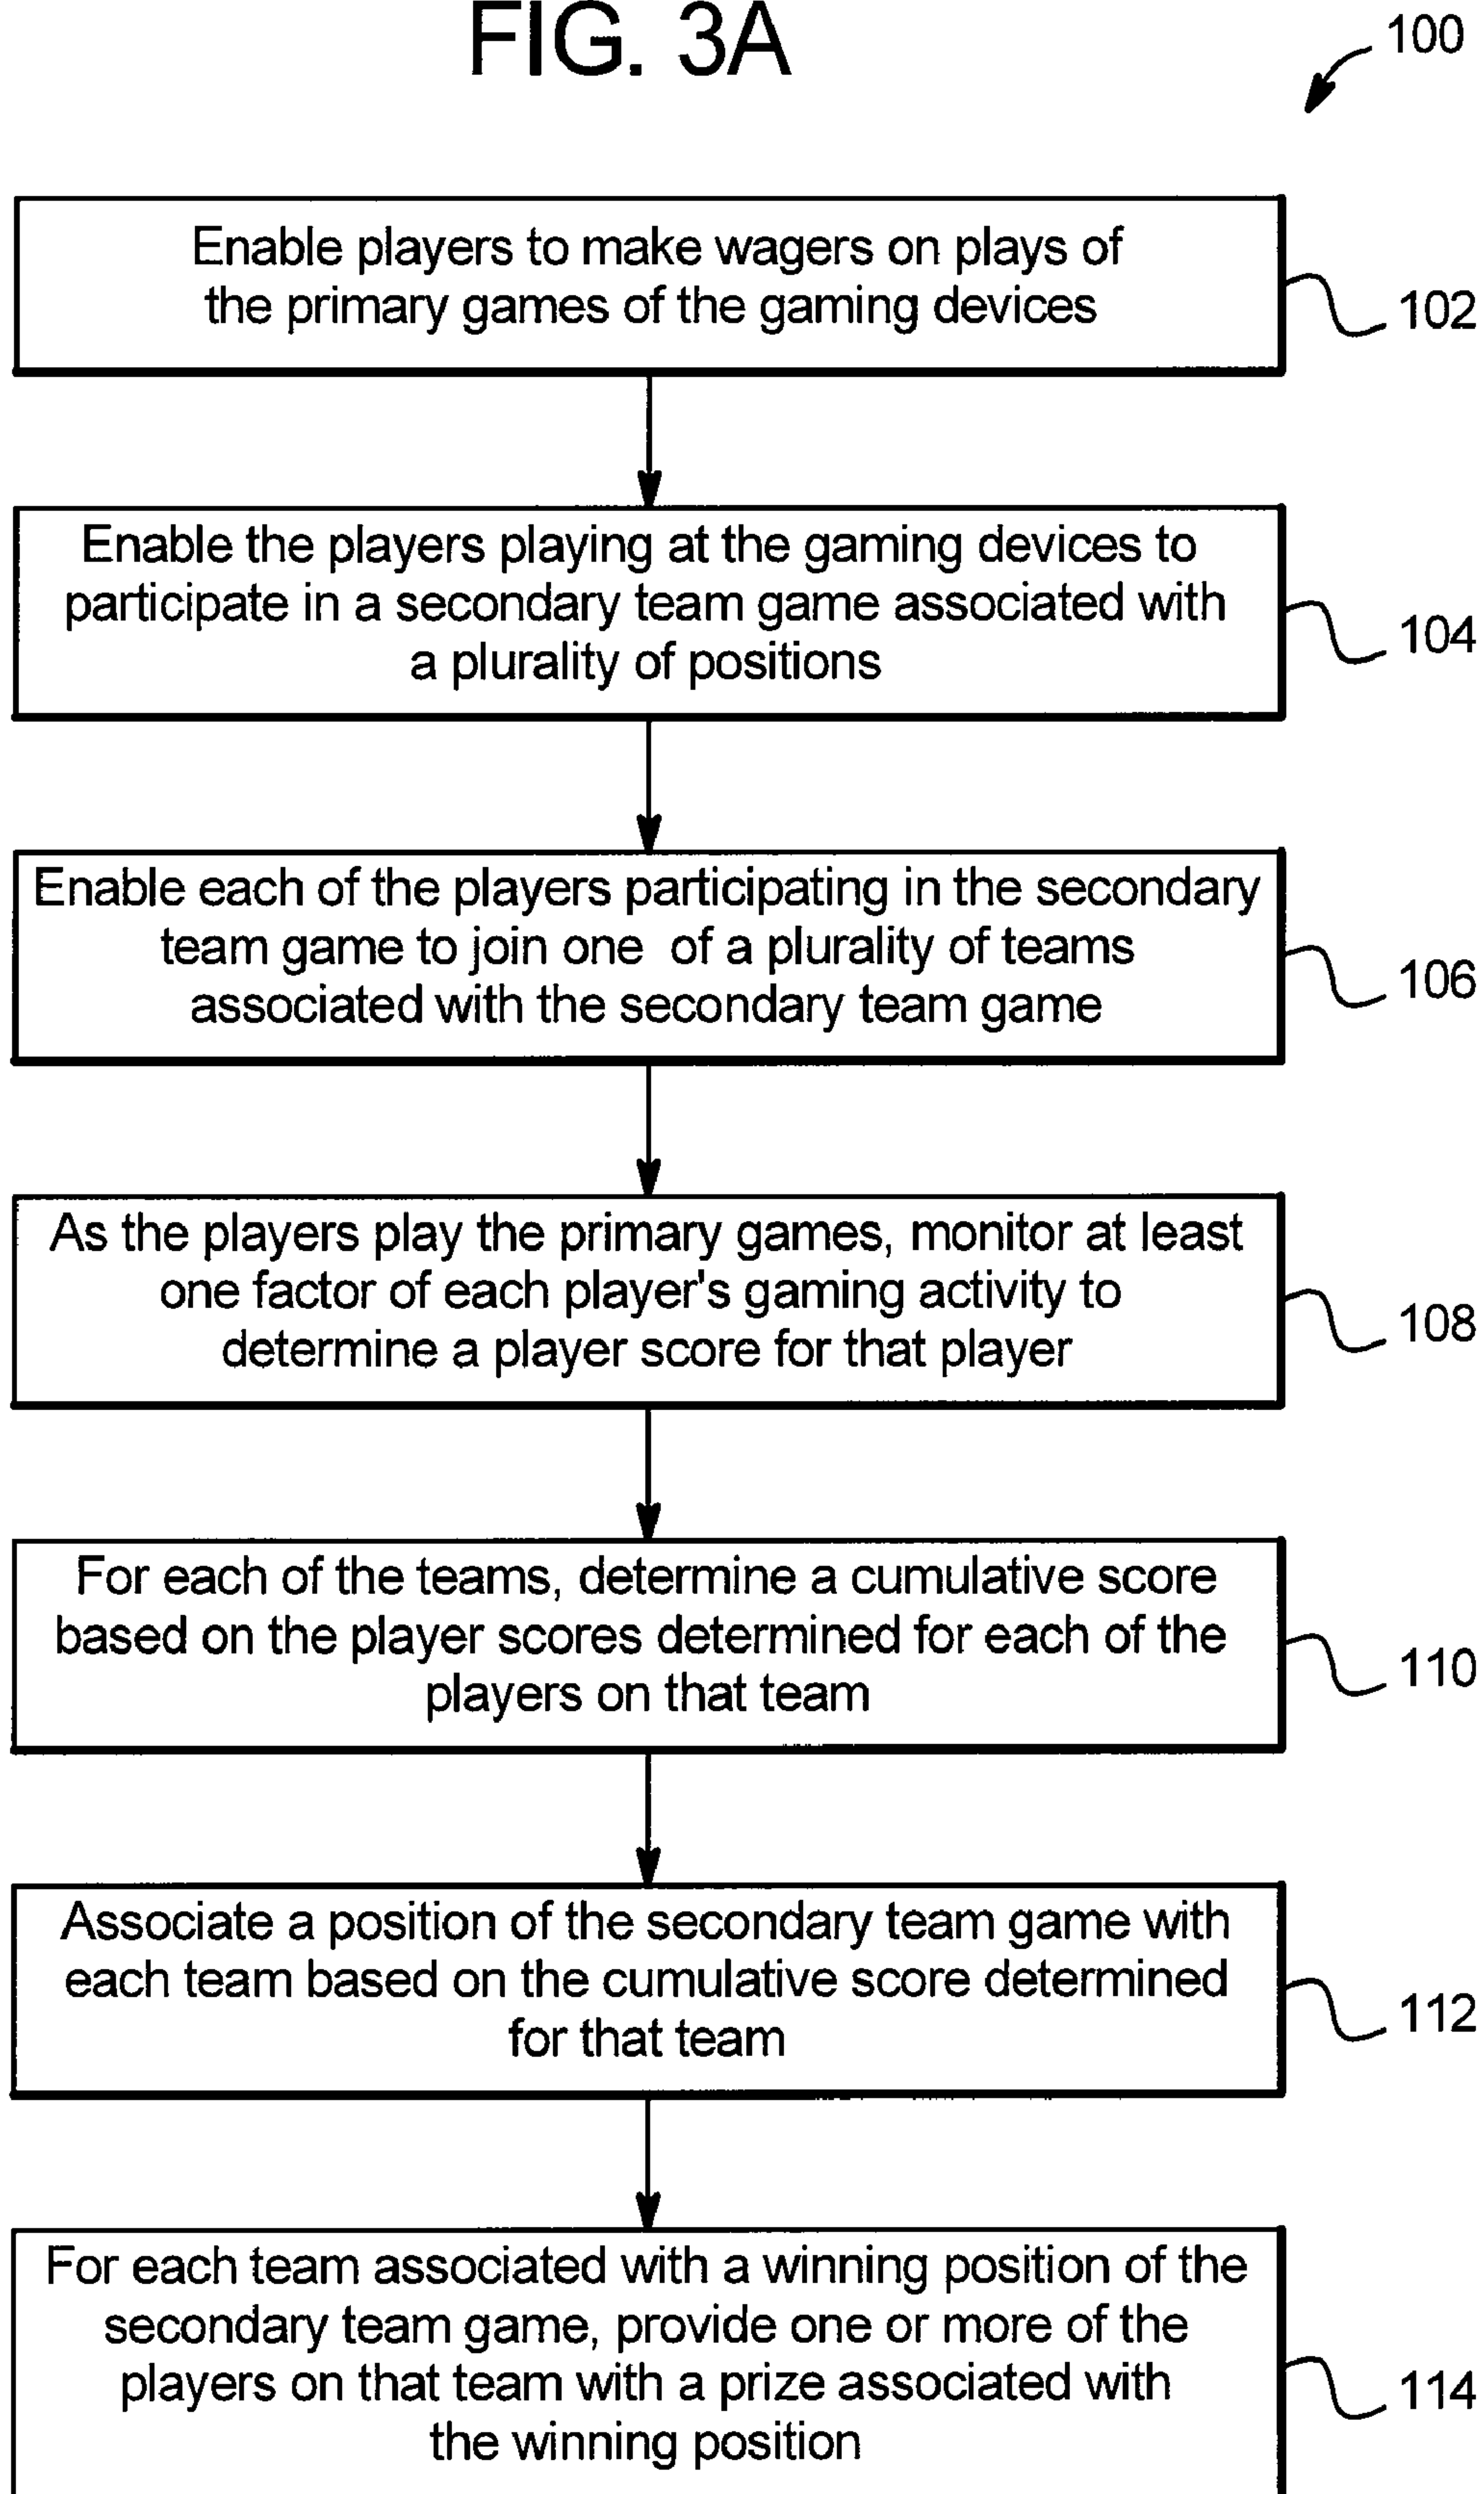 FIG. 3A
100
Enable players to make wagers on plays of
the primary games of the gaming devices
102
Enable the players playing at the gaming devices to
participate in a secondary team game associated with
a plurality of positions
104
Enable each of the players participating in the secondary
team game to join one of a plurality of teams
associated with the secondary team game
106
As the players play the primary games, monitor at least
one factor of each player's gaming activity to
determine a player score for that player
108
For each of the teams, determine a cumulative score
based on the player scores determined for each of the
players on that team
110
Associate a position of the secondary team game with
each team based on the cumulative score determined
for that team
112
For each team associated with a winning position of the
secondary team game, provide one or more of the
players on that team with a prize associated with
the winning position
114